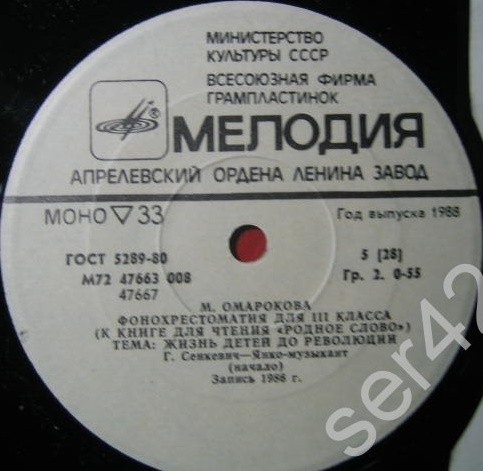 МИНИСТЕРСТВО
КУЛЬТУРЫ СССР
ВСЕСОЮЗНАЯ ФИРМА
ГРАМПЛАСТИНОК
МЕЛОДИЯ
АПРЕЛЕВСКИЙ ОРДЕНА ЛЕНИНА ЗАВОД
МОНО ▽ 33
Год выпуска 1988
ГОСТ 5289-80
5 [28]
М72 47663 008
Гр. 2. 0-55
47667
М. ОМАРОКОВА
ФОНОХРЕСТОМАТИЯ ДЛЯ III КЛАССА
(К КНИГЕ ДЛЯ ЧТЕНИЯ «РОДНОЕ СЛОВО»)
ТЕМА: ЖИЗНЬ ДЕТЕЙ ДО РЕВОЛЮЦИИ
Г. Сенкевич—Янко-музыкант
(начало)
Запись 1988 г.
ser42